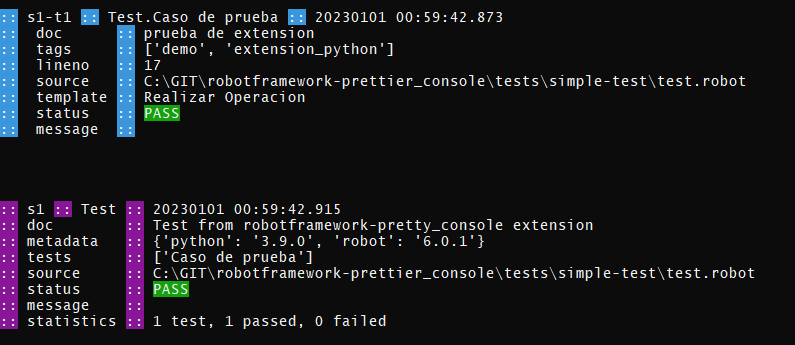 :: s1-t1 :: Test.Caso de prueba :: 20230101 00:59:42.873
:: doc :: prueba de extension
:: tags :: ['demo', 'extension_python']
:: lineno :: 17
:: source :: C:\GIT\robotframework-prettier_console\tests\simple-test\test.robot
:: template :: Realizar Operacion
:: status :: PASS
:: message ::
:: s1 :: Test :: 20230101 00:59:42.915
:: doc :: Test from robotframework-pretty_console extension
:: metadata :: {'python': '3.9.0', 'robot': '6.0.1'}
:: tests :: ['Caso de prueba']
:: source :: C:\GIT\robotframework-prettier_console\tests\simple-test\test.robot
:: status :: PASS
:: message ::
:: statistics :: 1 test, 1 passed, 0 failed